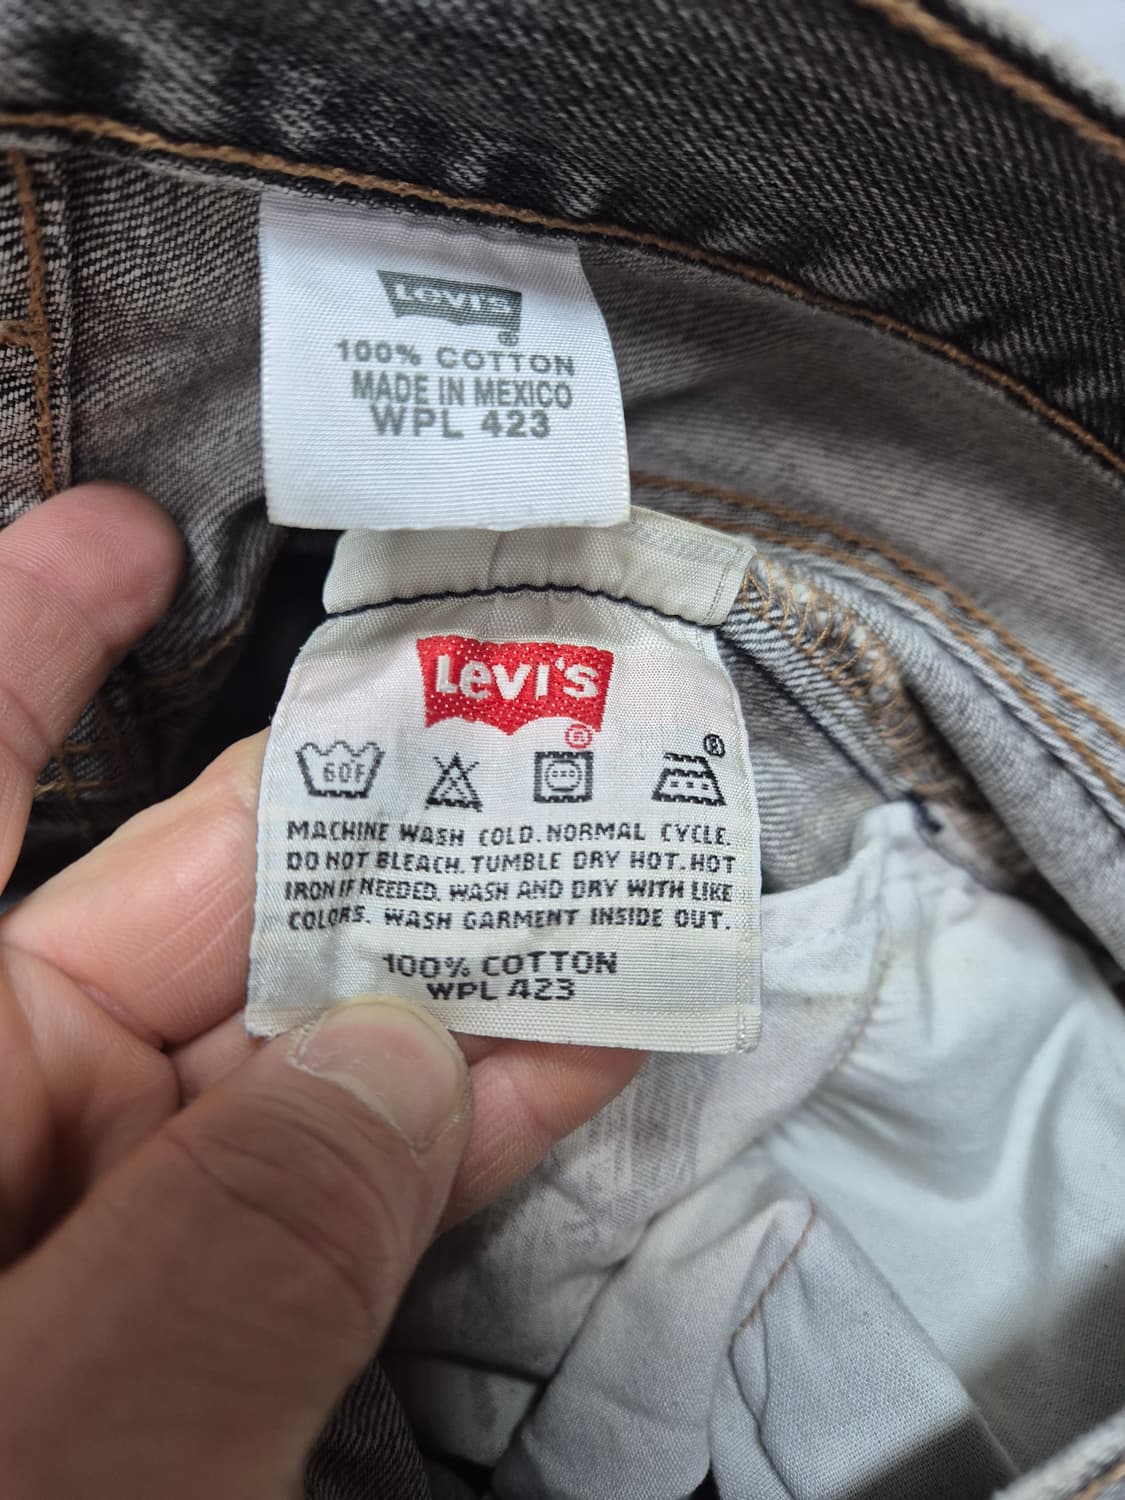 LEVI'S
®
100% COTTON
MADE IN MEXICO
WPL 423
Levi's
®
60F
®
MACHINE WASH COLD. NORMAL CYCLE.
DO NOT BLEACH. TUMBLE DRY HOT. HOT
IRON IF NEEDED. WASH AND DRY WITH LIKE
COLORS. WASH GARMENT INSIDE OUT.
100% COTTON
WPL 423